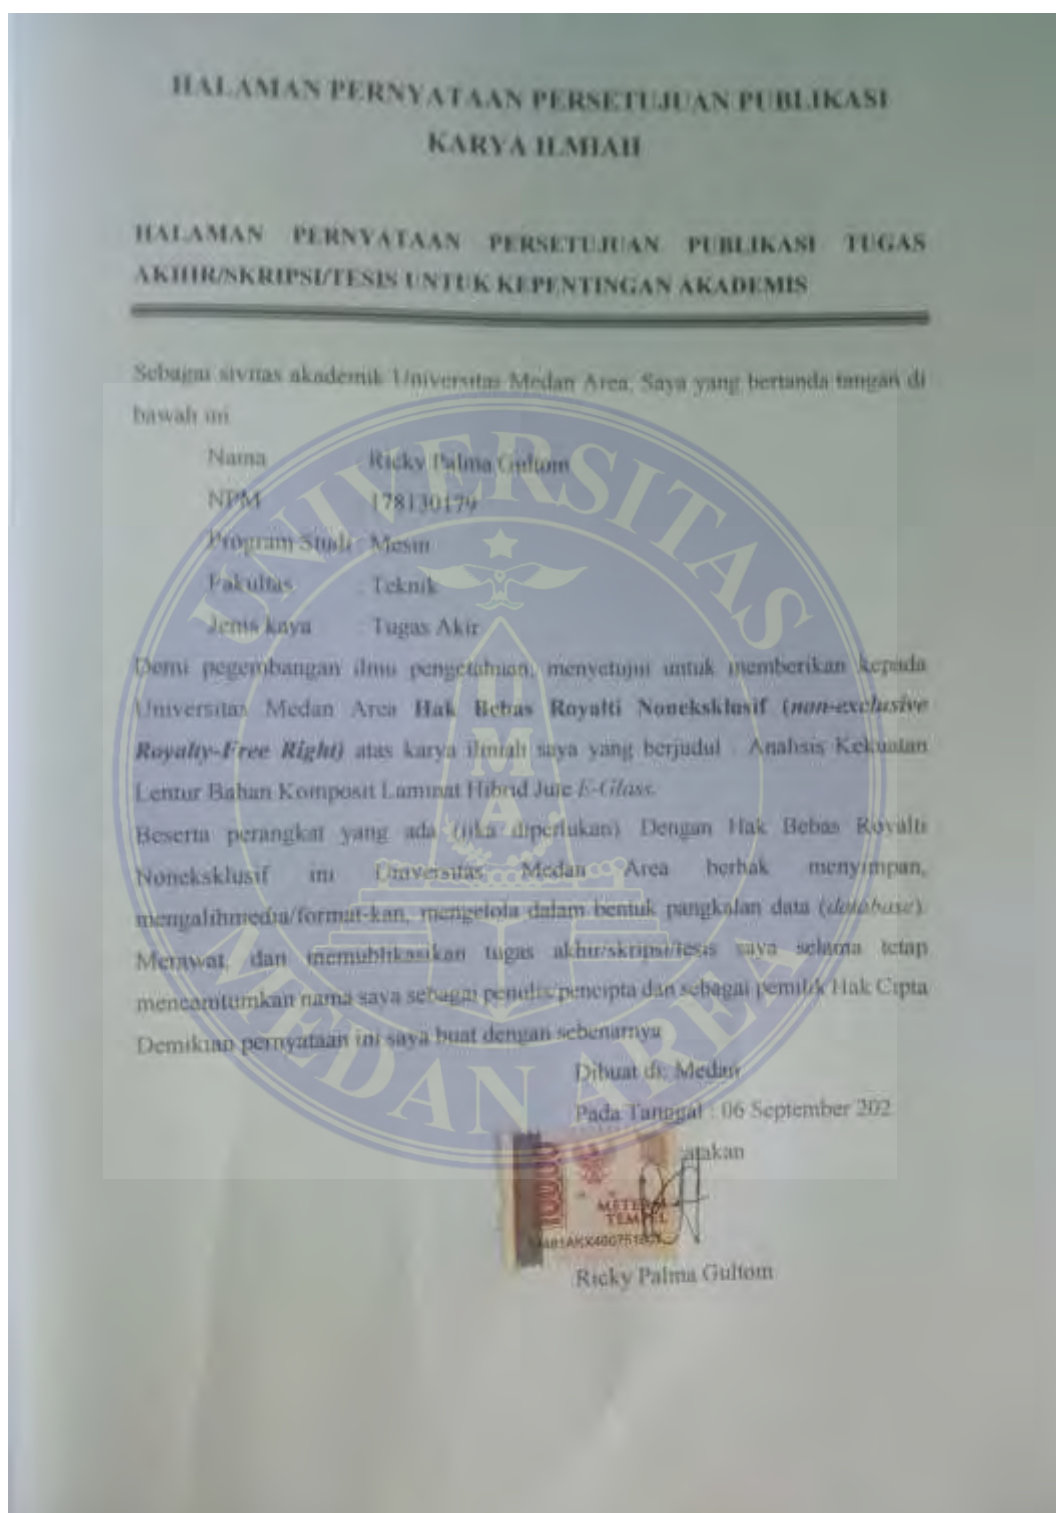 HALAMAN PERNYATAAN PERSETUJUAN PUBLIKASI
KARYA ILMIAH
HALAMAN PERNYATAAN PERSETUJUAN PUBLIKASI TUGAS
AKHIR/SKRIPSI/TESIS UNTUK KEPENTINGAN AKADEMIS
Sebagai sivitas akademik Universitas Medan Area, Saya yang bertanda tangan di
bawah ini
Nama : Ricky Palma Gultom
NPM : 178130179
Program Studi : Mesin
Fakultas : Teknik
Jenis kaya : Tugas Akir
Demi pegembangan ilmu pengetahuan, menyetujui untuk memberikan kepada
Universitas Medan Area Hak Bebas Royalti Noneksklusif (non-exclusive
Royalty-Free Right) atas karya ilmiah saya yang berjudul : Analisis Kekuatan
Lentur Bahan Komposit Laminat Hibrid Jute E-Glass.
Beserta perangkat yang ada (jika diperlukan). Dengan Hak Bebas Royalti
Noneksklusif ini Universitas Medan Area berhak menyimpan,
mengalihmedia/format-kan, mengelola dalam bentuk pangkalan data (database).
Merawat, dan memublikasikan tugas akhir/skripsi/tesis saya selama tetap
mencamtumkan nama saya sebagai penulis/pencipta dan sebagai pemilik Hak Cipta
Demikian pernyataan ini saya buat dengan sebenarnya
Dibuat di: Medan
Pada Tanggal : 06 September 202
atakan
10000
METERAI
TEMPEL
Ricky Palma Gultom
UNIVERSITAS
UMA
MEDAN AREA